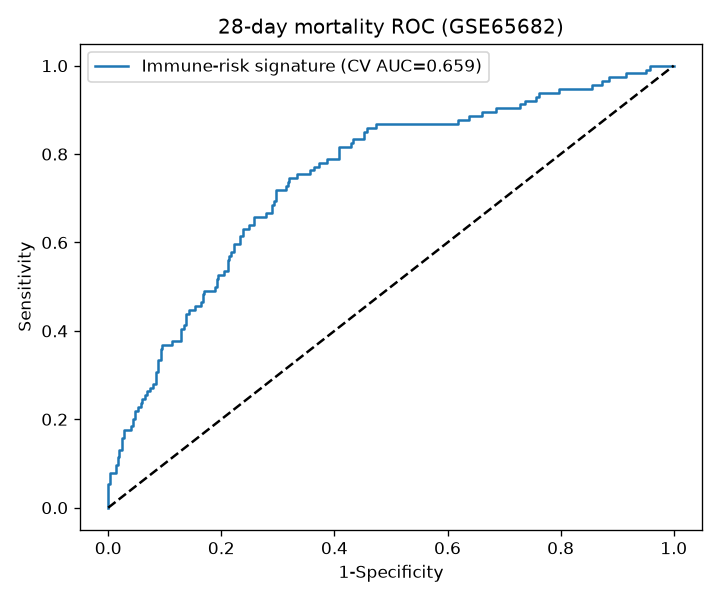 28-day mortality ROC (GSE65682)
Immune-risk signature (CV AUC=0.659)
1.0
0.8
0.6
0.4
0.2
0.0
Sensitivity
0.0 0.2 0.4 0.6 0.8 1.0
1-Specificity